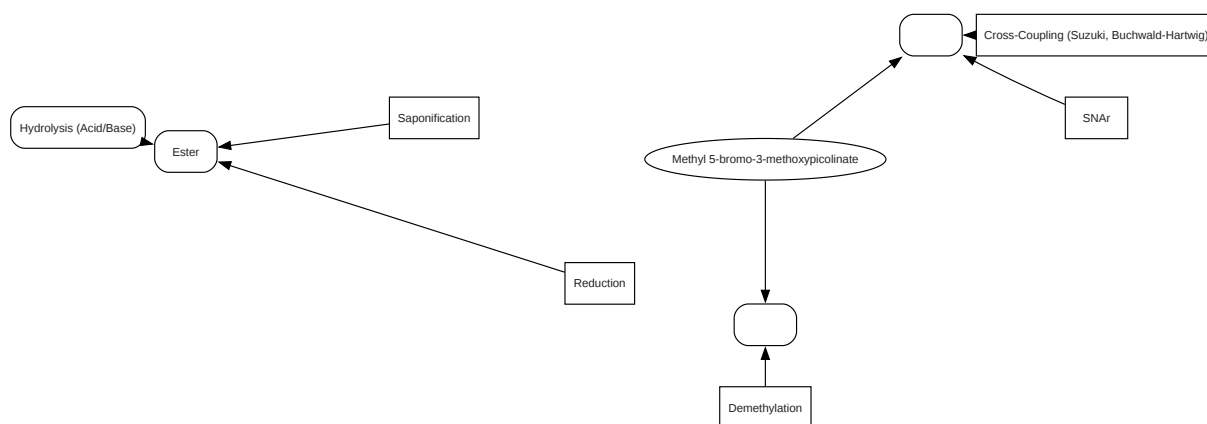 Cross-Coupling (Suzuki, Buchwald-Hartwig)
Hydrolysis (Acid/Base)
Saponification
SNAr
Ester
Methyl 5-bromo-3-methoxypicolinate
Reduction
Demethylation